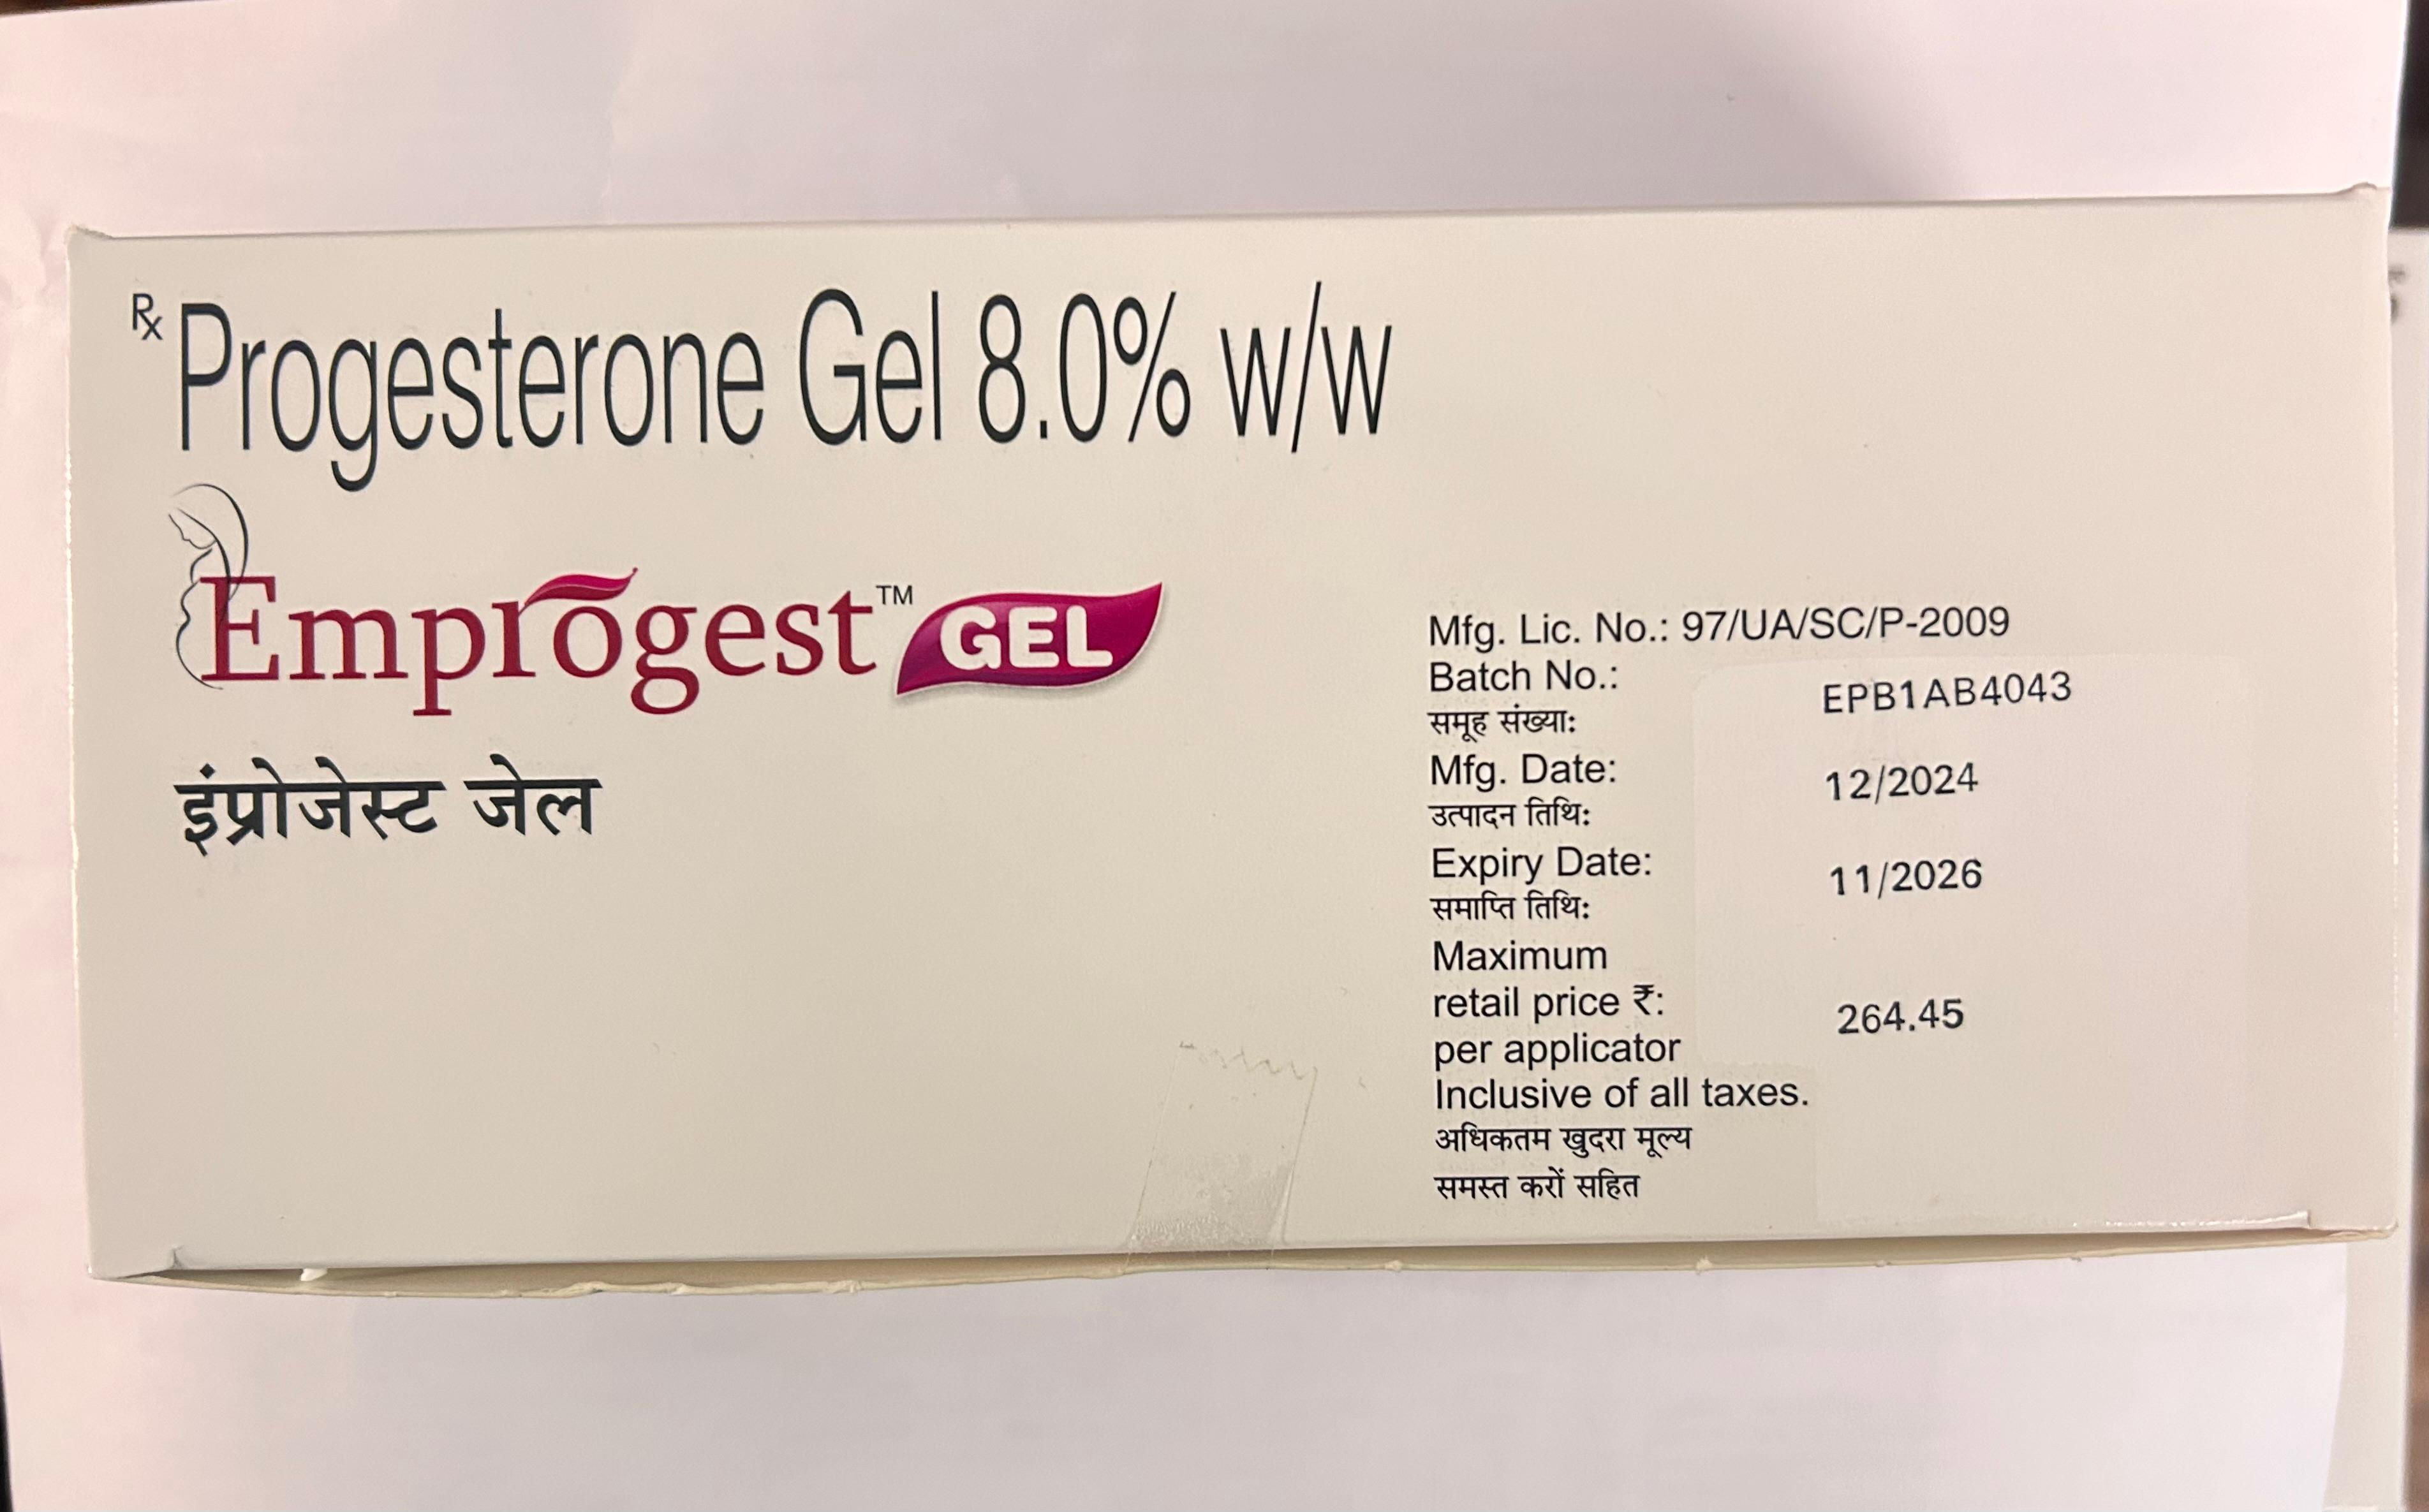 Rx Progesterone Gel 8.0% w/w
Emprogest™ GEL
इंप्रोजेस्ट जेल
Mfg. Lic. No.: 97/UA/SC/P-2009
Batch No.: EPB1AB4043
समूह संख्याः
Mfg. Date: 12/2024
उत्पादन तिथिः
Expiry Date: 11/2026
समाप्ति तिथिः
Maximum
retail price ₹: 264.45
per applicator
Inclusive of all taxes.
अधिकतम खुदरा मूल्य
समस्त करों सहित